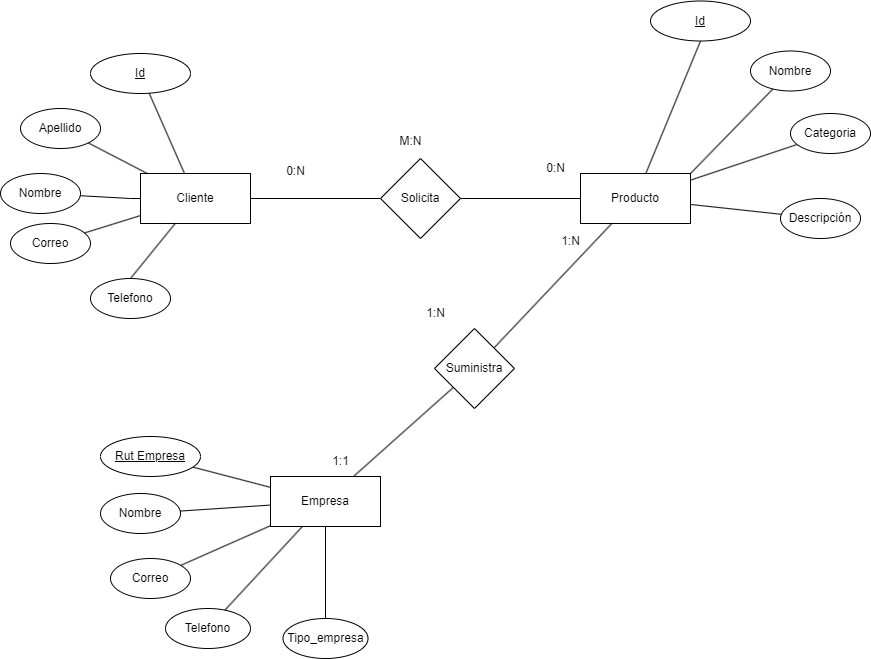 Id
Id
Nombre
Apellido
Categoria
M:N
0:N
0:N
Nombre
Cliente
Solicita
Producto
Descripción
Correo
1:N
Telefono
1:N
Suministra
Rut Empresa
1:1
Empresa
Nombre
Correo
Telefono
Tipo_empresa